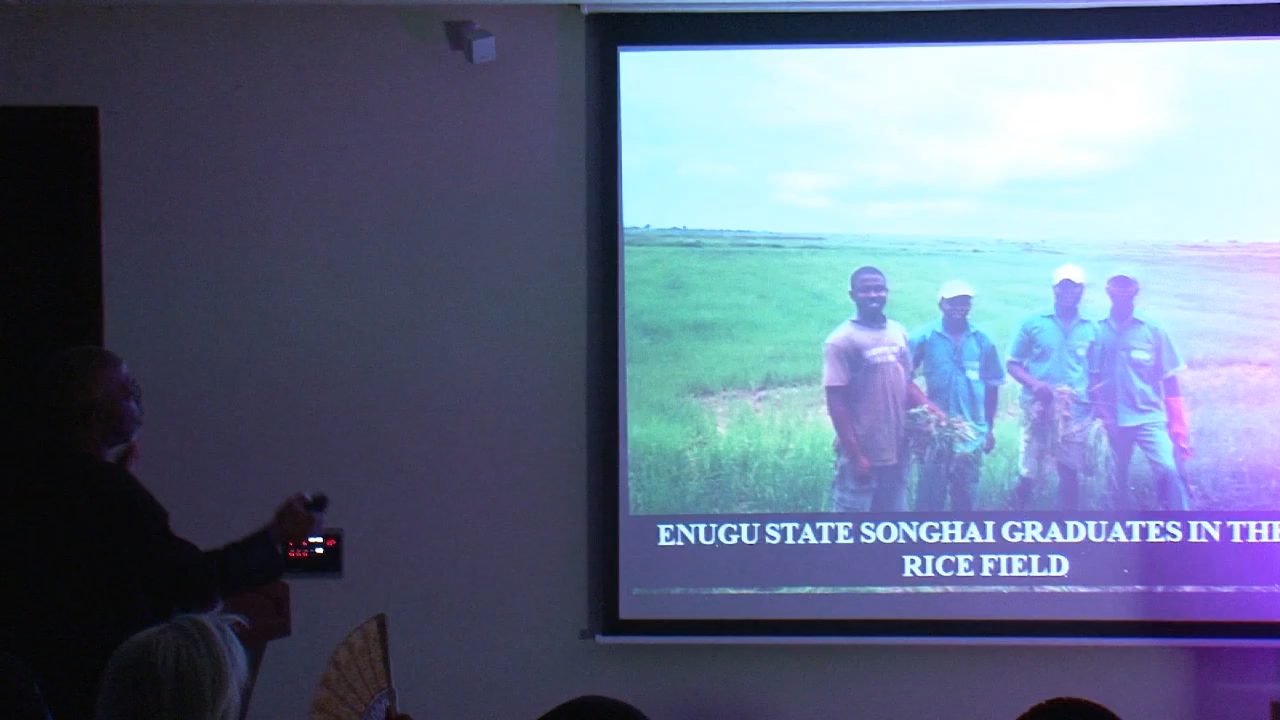 ENUGU STATE SONGHAI GRADUATES IN THE
RICE FIELD